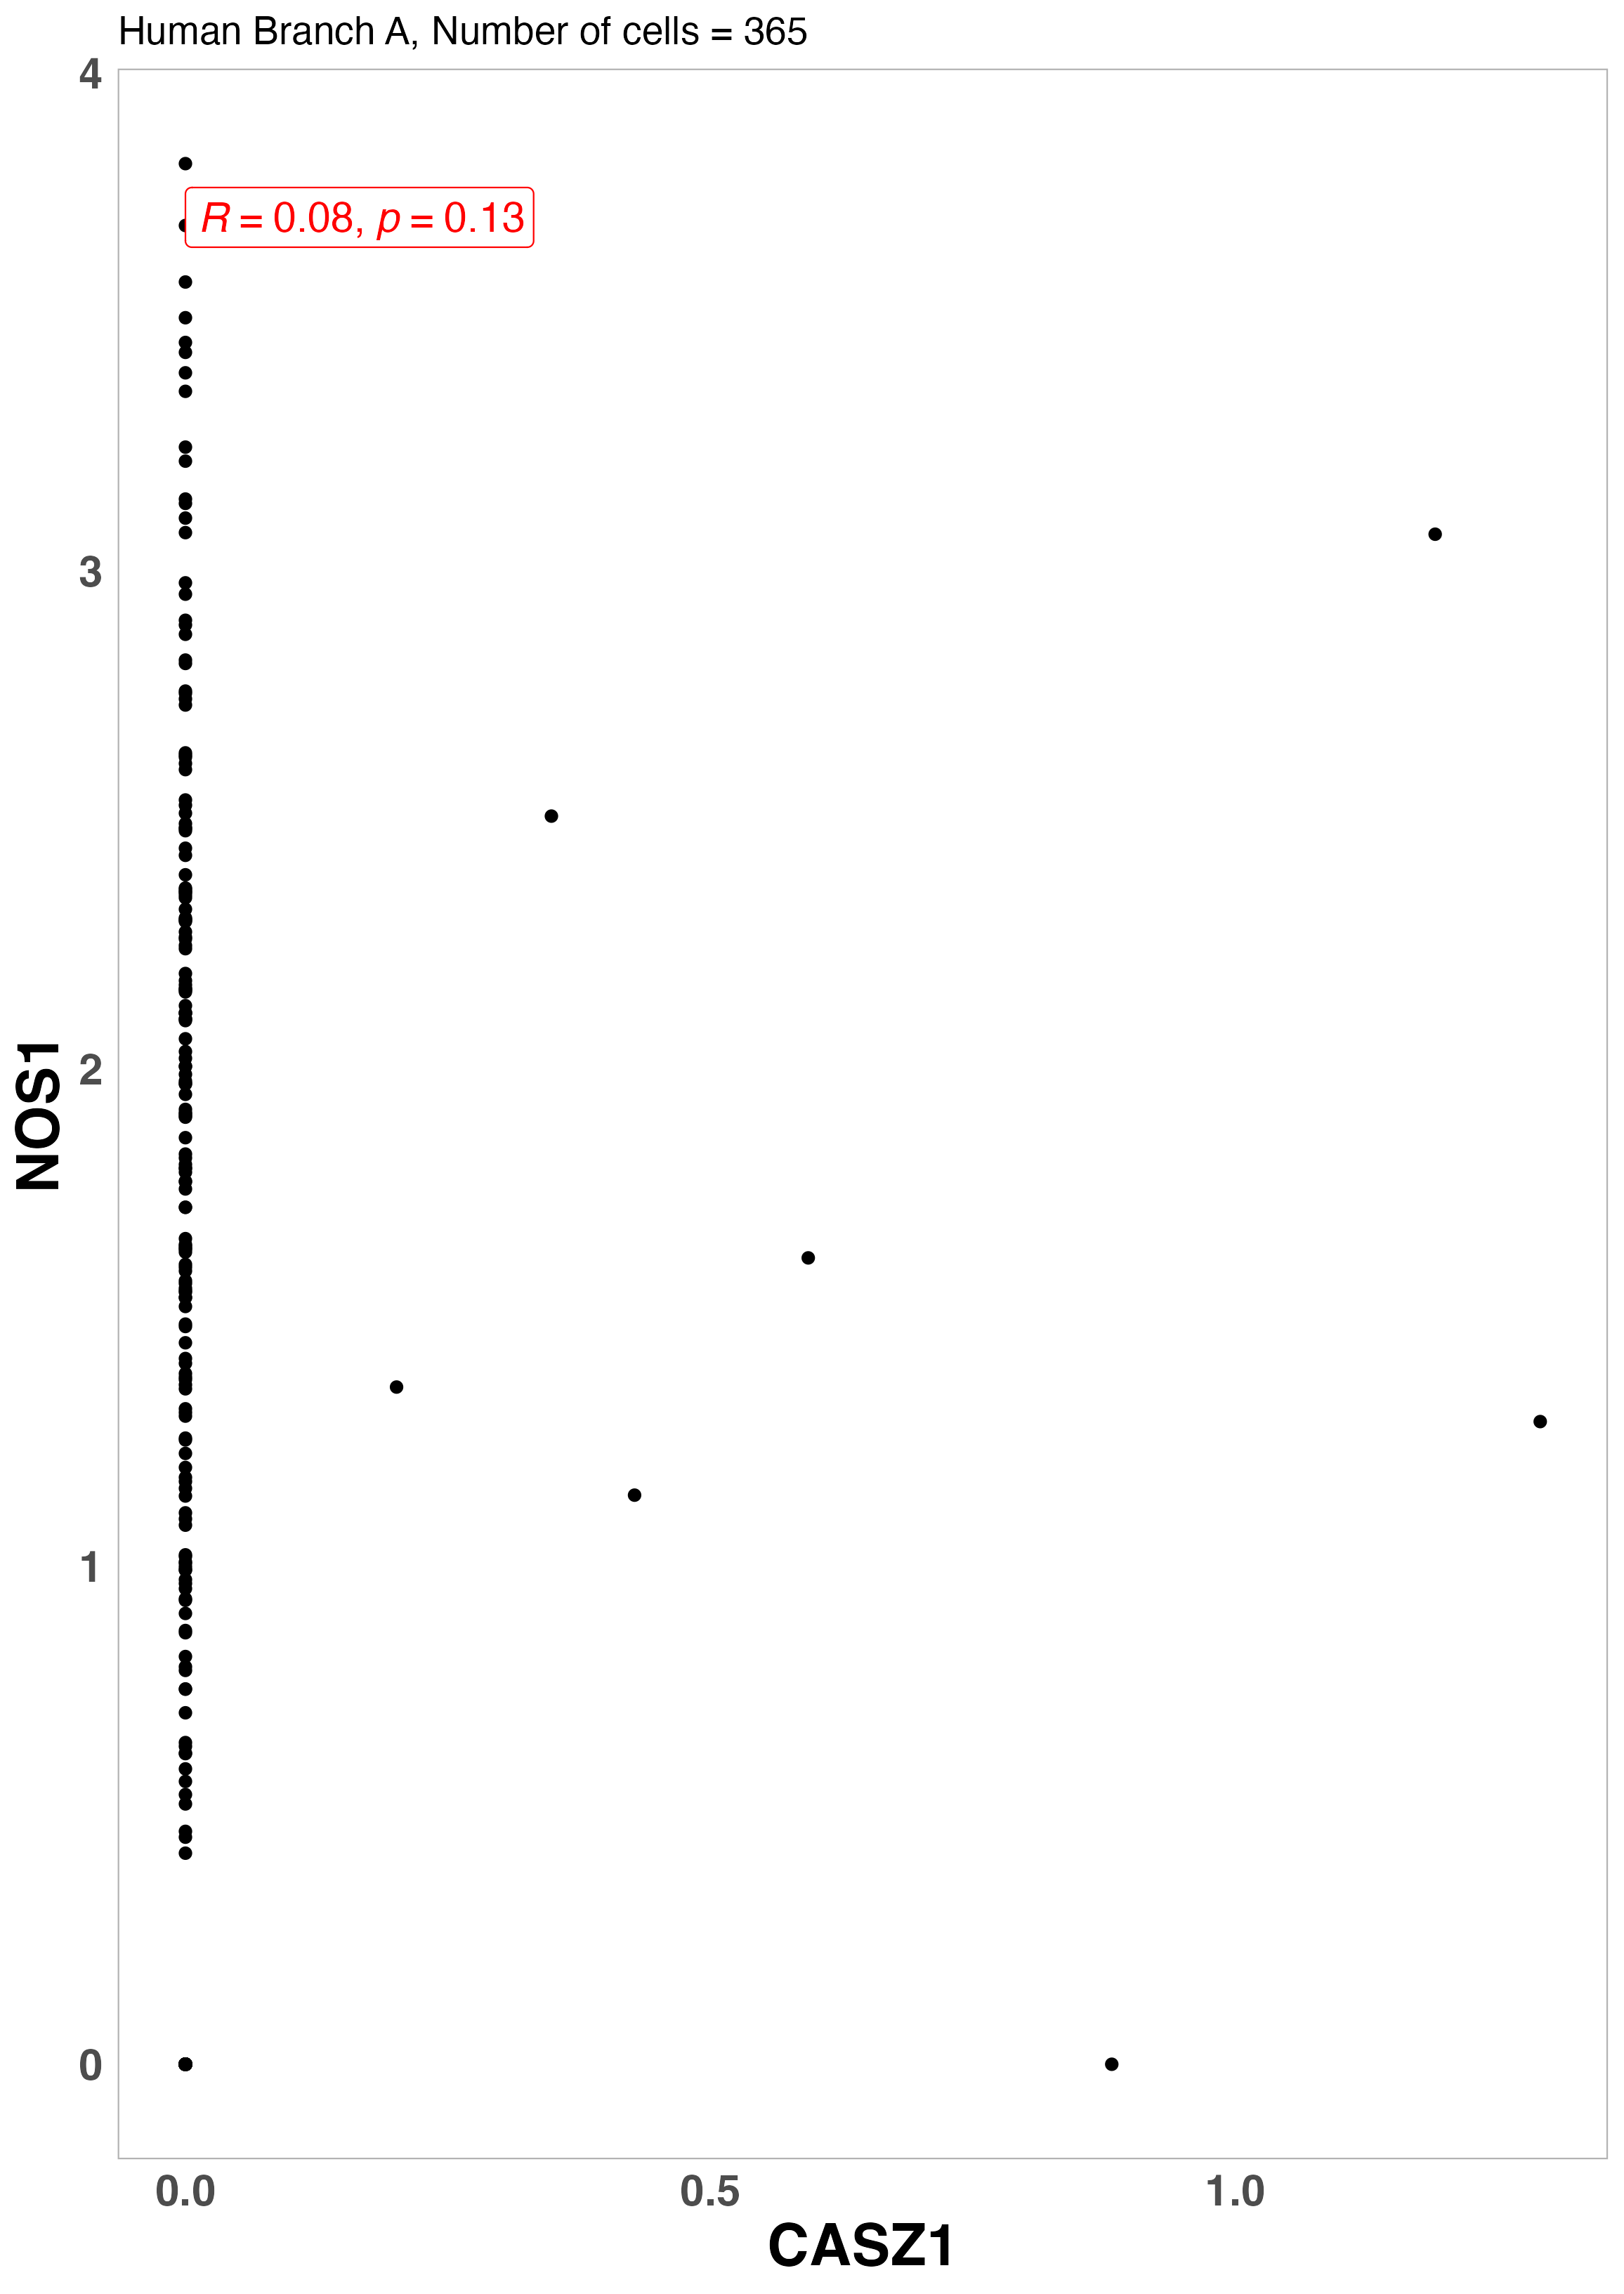 Human Branch A, Number of cells = 365
4
R = 0.08, p = 0.13
3
2
NOS1
1
0
0.0 0.5 1.0
CASZ1